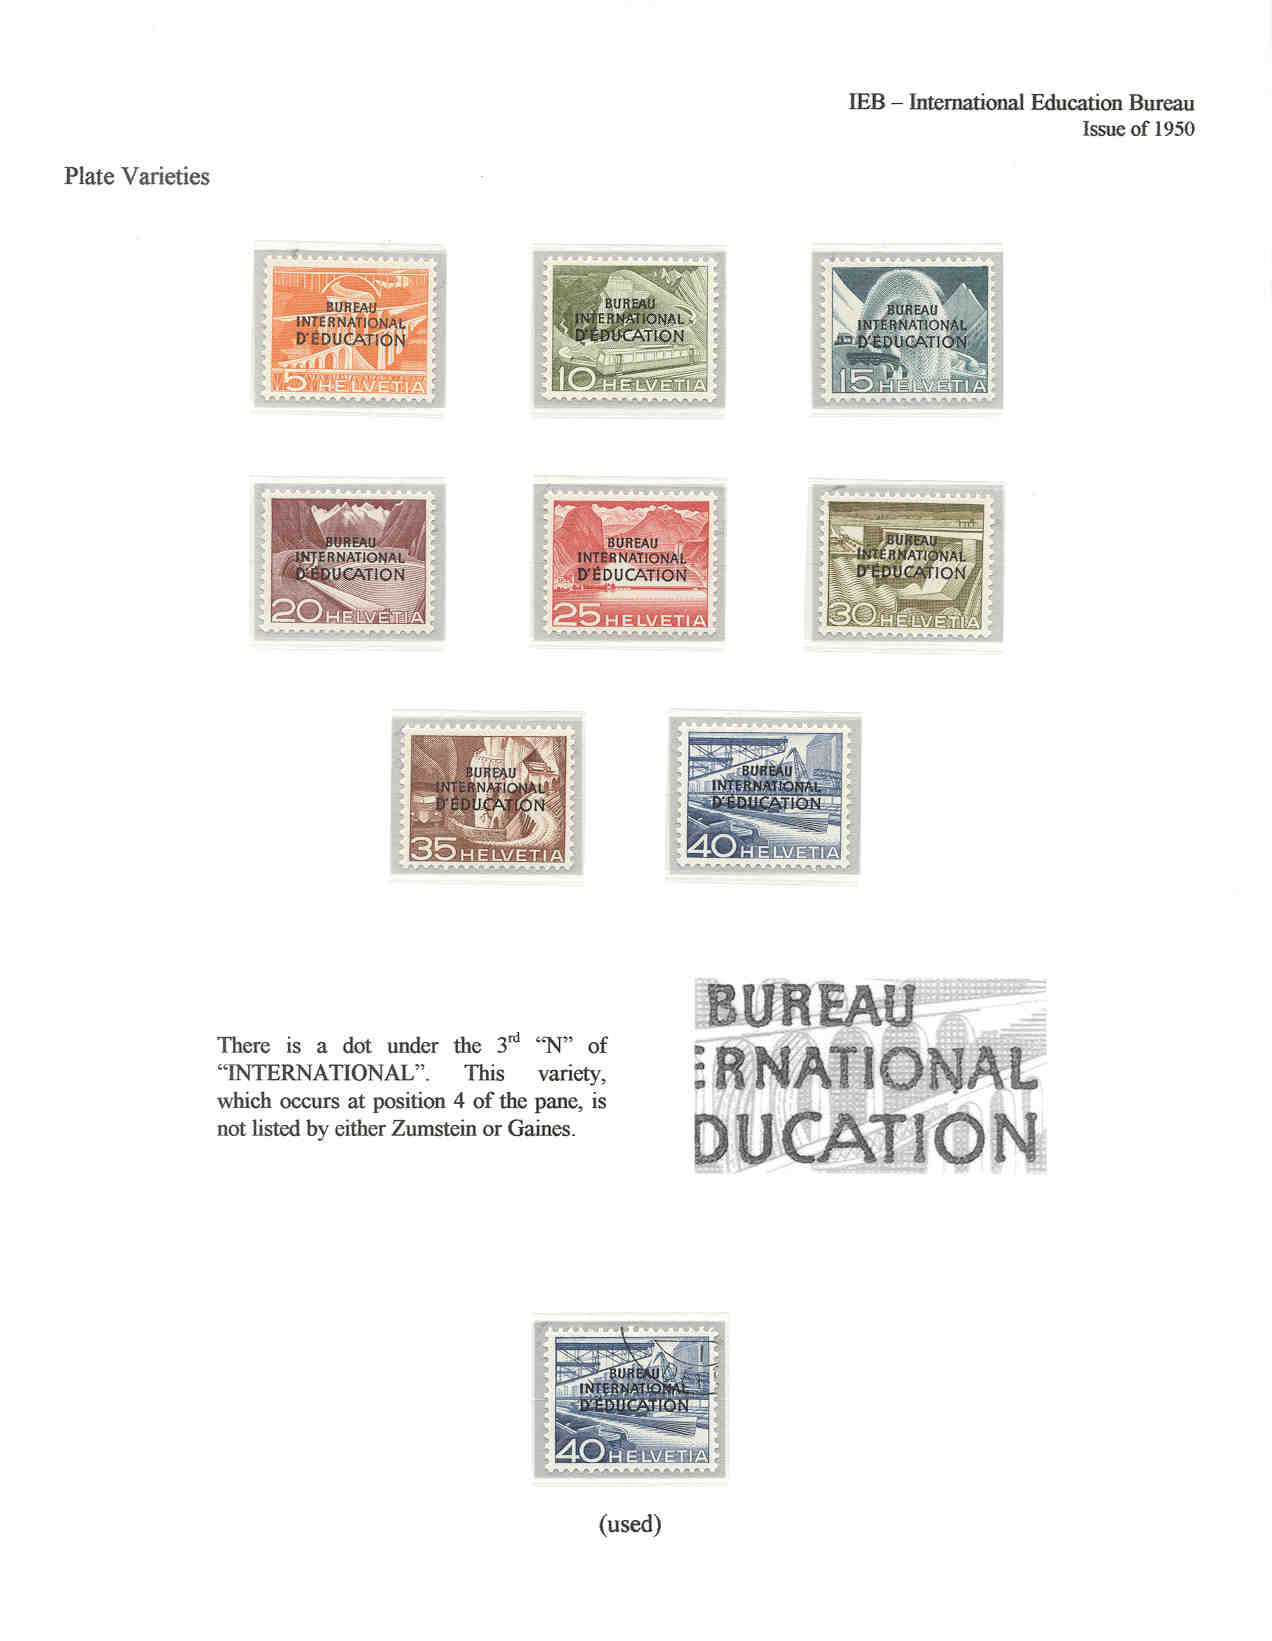 IEB – International Education Bureau
Issue of 1950
Plate Varieties
BUREAU
INTERNATIONAL
D'ÉDUCATION
5 HELVETIA
BUREAU
INTERNATIONAL
D'ÉDUCATION
10 HELVETIA
BUREAU
INTERNATIONAL
D'ÉDUCATION
15 HELVETIA
BUREAU
INTERNATIONAL
D'ÉDUCATION
20 HELVETIA
BUREAU
INTERNATIONAL
D'ÉDUCATION
25 HELVETIA
BUREAU
INTERNATIONAL
D'ÉDUCATION
30 HELVETIA
BUREAU
INTERNATIONAL
D'ÉDUCATION
35 HELVETIA
BUREAU
INTERNATIONAL
D'ÉDUCATION
40 HELVETIA
There is a dot under the 3rd “N” of
“INTERNATIONAL”. This variety,
which occurs at position 4 of the pane, is
not listed by either Zumstein or Gaines.
BUREAU
ERNATIONAL
DUCATION
BUREAU
INTERNATIONAL
D'ÉDUCATION
40 HELVETIA
(used)